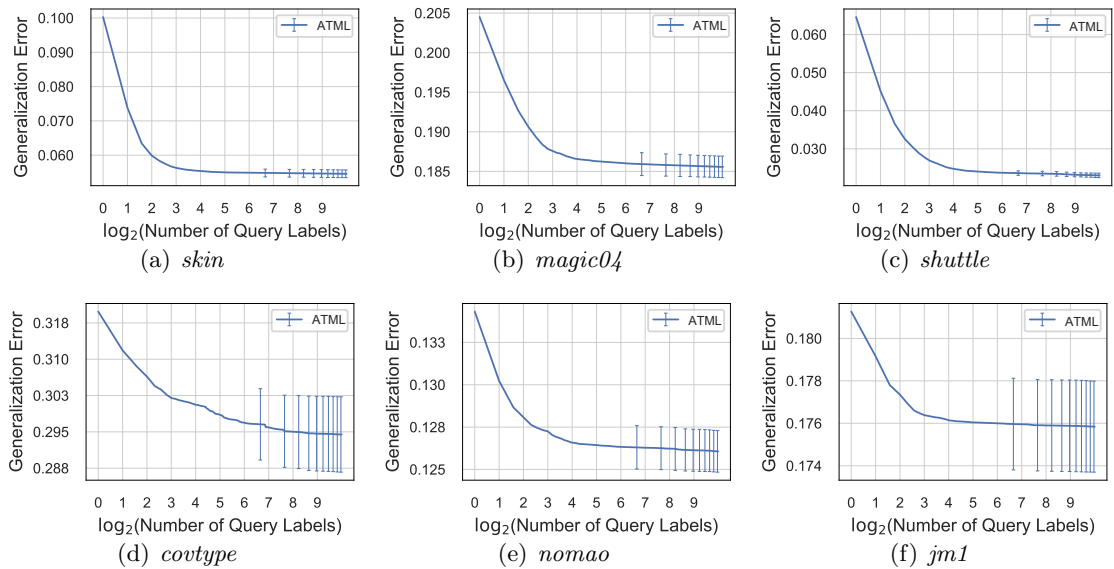 Generalization Error
0.100
0.090
0.080
0.070
0.060
ATML
0 1 2 3 4 5 6 7 8 9
log₂(Number of Query Labels)
(a) skin
Generalization Error
0.205
0.200
0.195
0.190
0.185
ATML
0 1 2 3 4 5 6 7 8 9
log₂(Number of Query Labels)
(b) magic04
Generalization Error
0.060
0.050
0.040
0.030
ATML
0 1 2 3 4 5 6 7 8 9
log₂(Number of Query Labels)
(c) shuttle
Generalization Error
0.318
0.310
0.303
0.295
0.288
ATML
0 1 2 3 4 5 6 7 8 9
log₂(Number of Query Labels)
(d) covtype
Generalization Error
0.133
0.130
0.128
0.125
ATML
0 1 2 3 4 5 6 7 8 9
log₂(Number of Query Labels)
(e) nomao
Generalization Error
0.180
0.178
0.176
0.174
ATML
0 1 2 3 4 5 6 7 8 9
log₂(Number of Query Labels)
(f) jm1